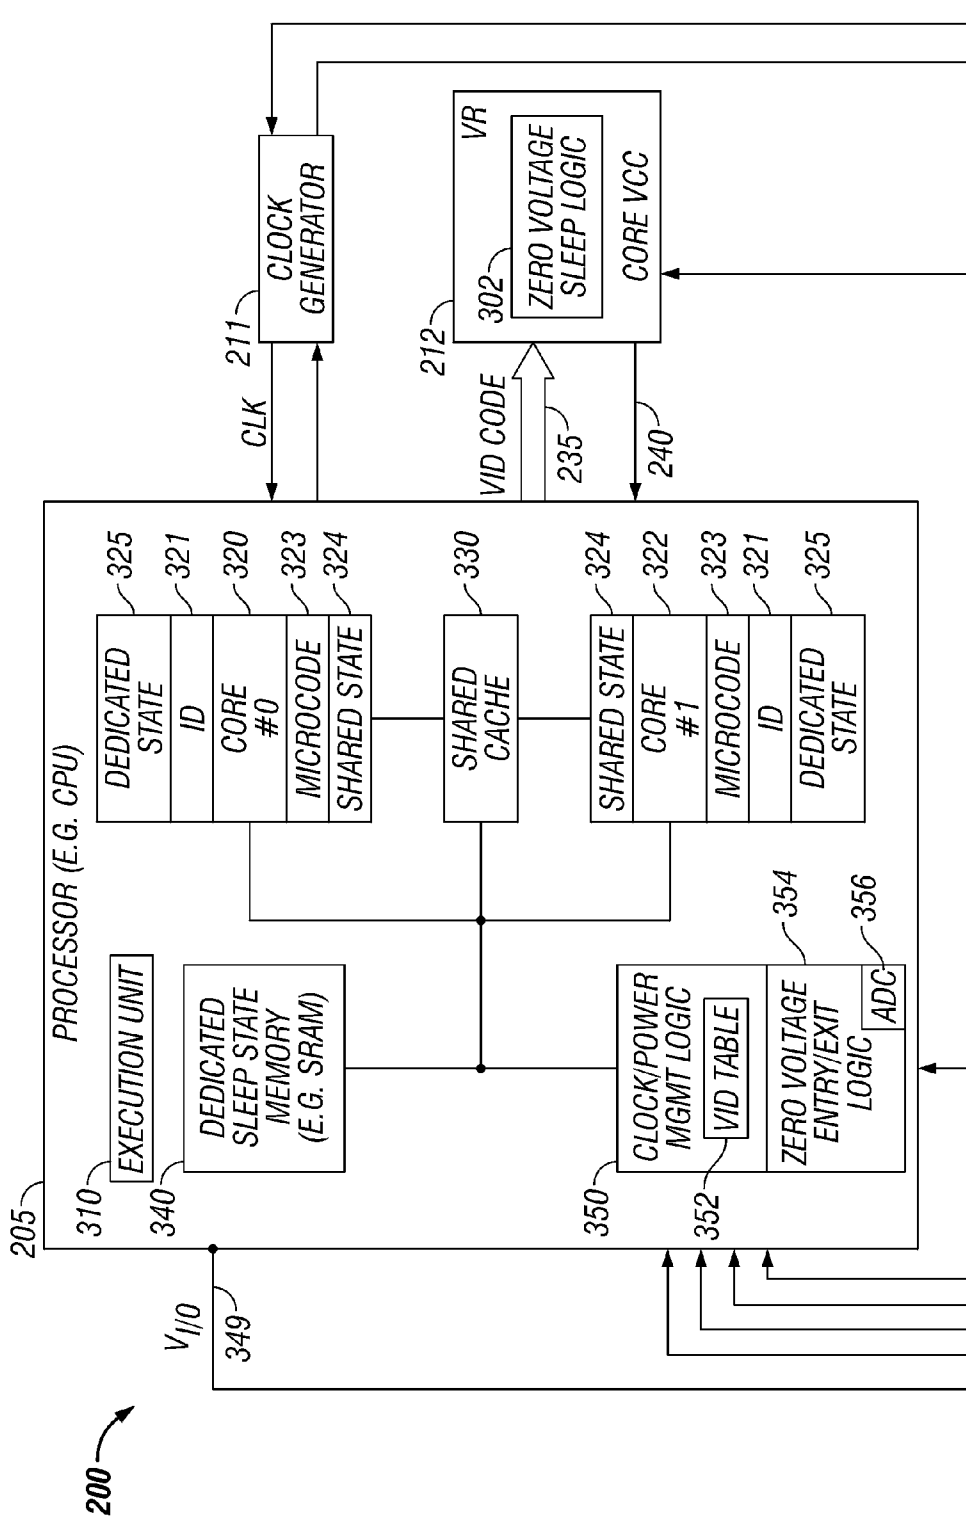 200
205
PROCESSOR (E.G. CPU)
V I/O
349
310
EXECUTION UNIT
340
DEDICATED
SLEEP STATE
MEMORY
(E.G. SRAM)
350
CLOCK/POWER
MGMT LOGIC
352
VID TABLE
ZERO VOLTAGE
ENTRY/EXIT
LOGIC
354
ADC
356
DEDICATED
STATE
325
ID
321
CORE
#0
320
MICROCODE
323
SHARED STATE
324
SHARED
CACHE
330
SHARED STATE
324
CORE
#1
322
MICROCODE
323
ID
321
DEDICATED
STATE
325
CLK
211
CLOCK
GENERATOR
VID CODE
235
240
212
VR
302
ZERO VOLTAGE
SLEEP LOGIC
CORE VCC